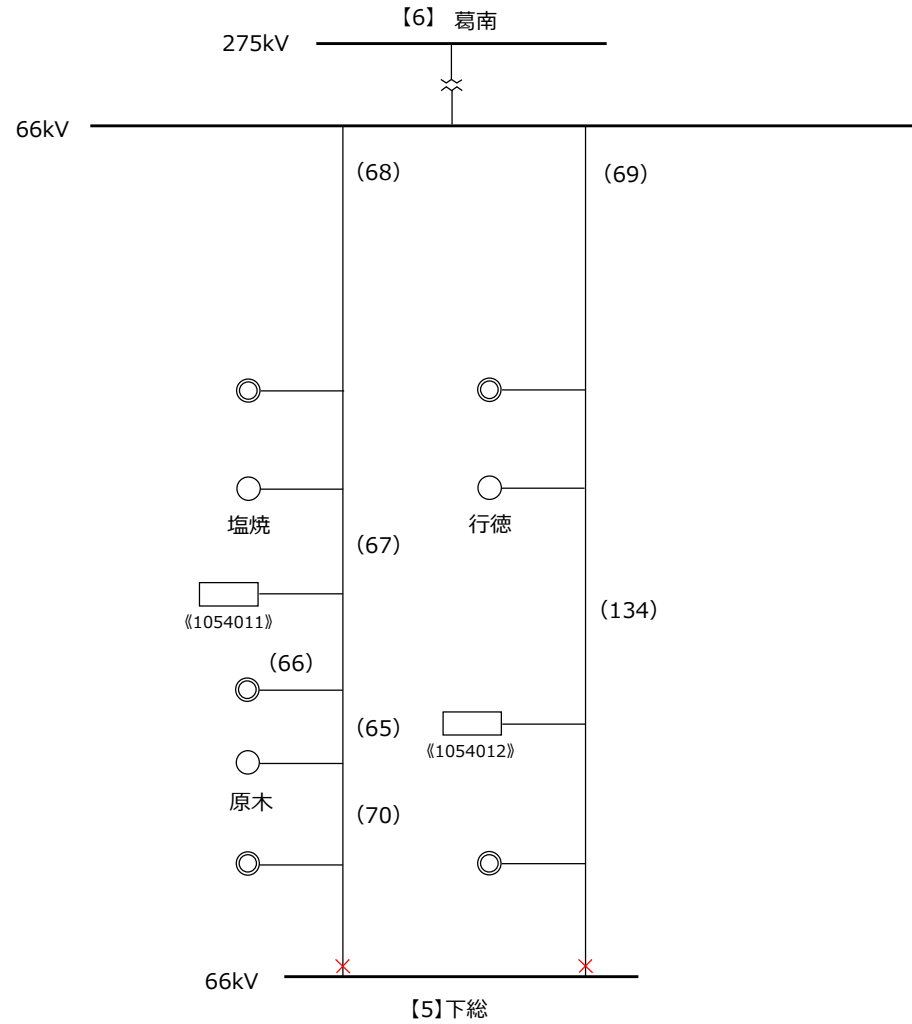 【6】 葛南
275kV
66kV
（68）
（69）
塩焼
行徳
（67）
《1054011》
（134）
（66）
（65）
《1054012》
原木
（70）
66kV
【5】下総